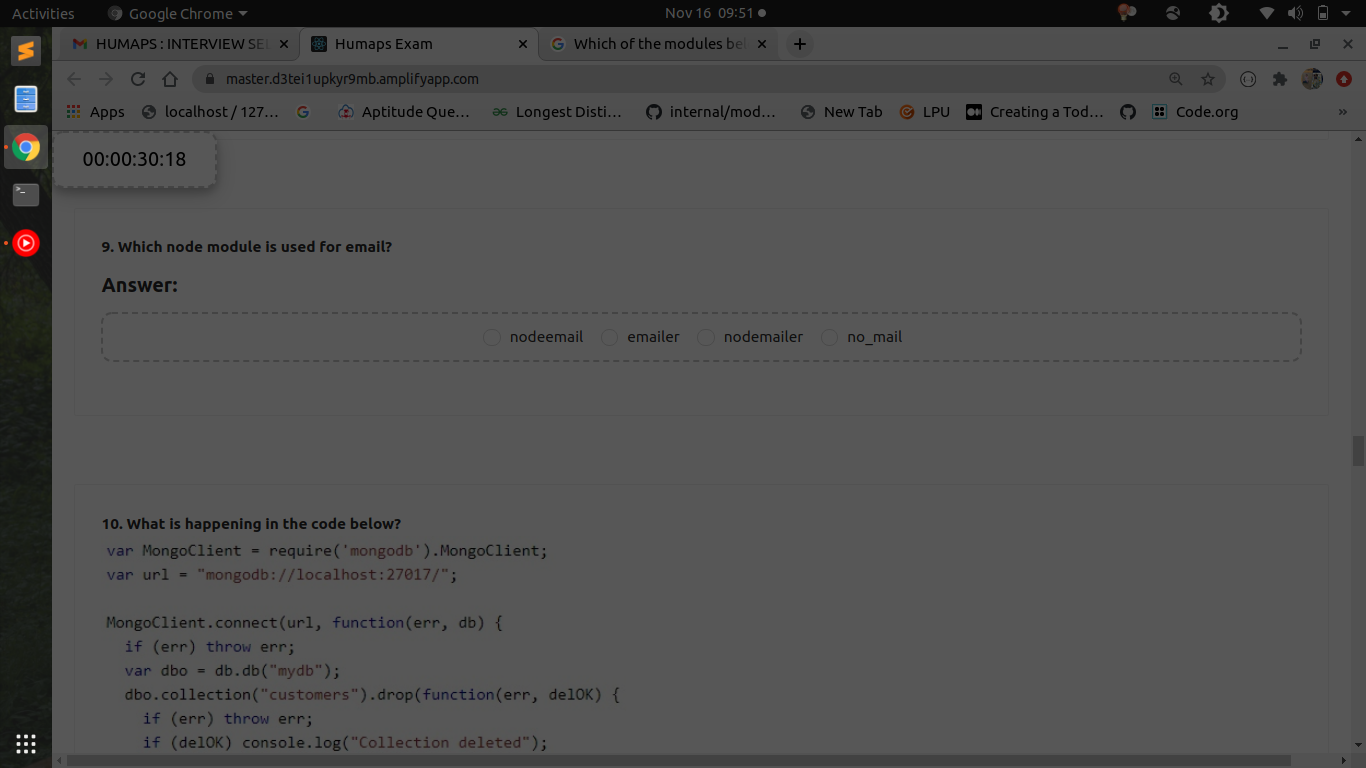 Activities Google Chrome Nov 16 09:51
HUMAPS : INTERVIEW SEL Humaps Exam Which of the modules bel
master.d3tei1upkyr9mb.amplifyapp.com
Apps localhost / 127... Aptitude Que... Longest Disti... internal/mod... New Tab LPU Creating a Tod... Code.org »
00:00:30:18
9. Which node module is used for email?
Answer:
nodeemail emailer nodemailer no_mail
10. What is happening in the code below?
var MongoClient = require('mongodb').MongoClient;
var url = "mongodb://localhost:27017/";
MongoClient.connect(url, function(err, db) {
if (err) throw err;
var dbo = db.db("mydb");
dbo.collection("customers").drop(function(err, delOK) {
if (err) throw err;
if (delOK) console.log("Collection deleted");